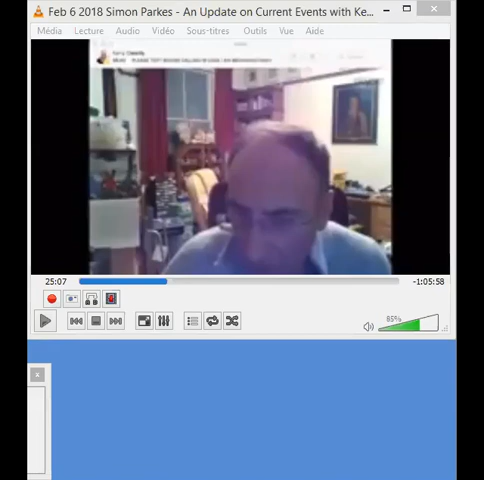 Feb 6 2018 Simon Parkes - An Update on Current Events with Ke...
Média Lecture Audio Vidéo Sous-titres Outils Vue Aide
25:07
-1:05:58
85%